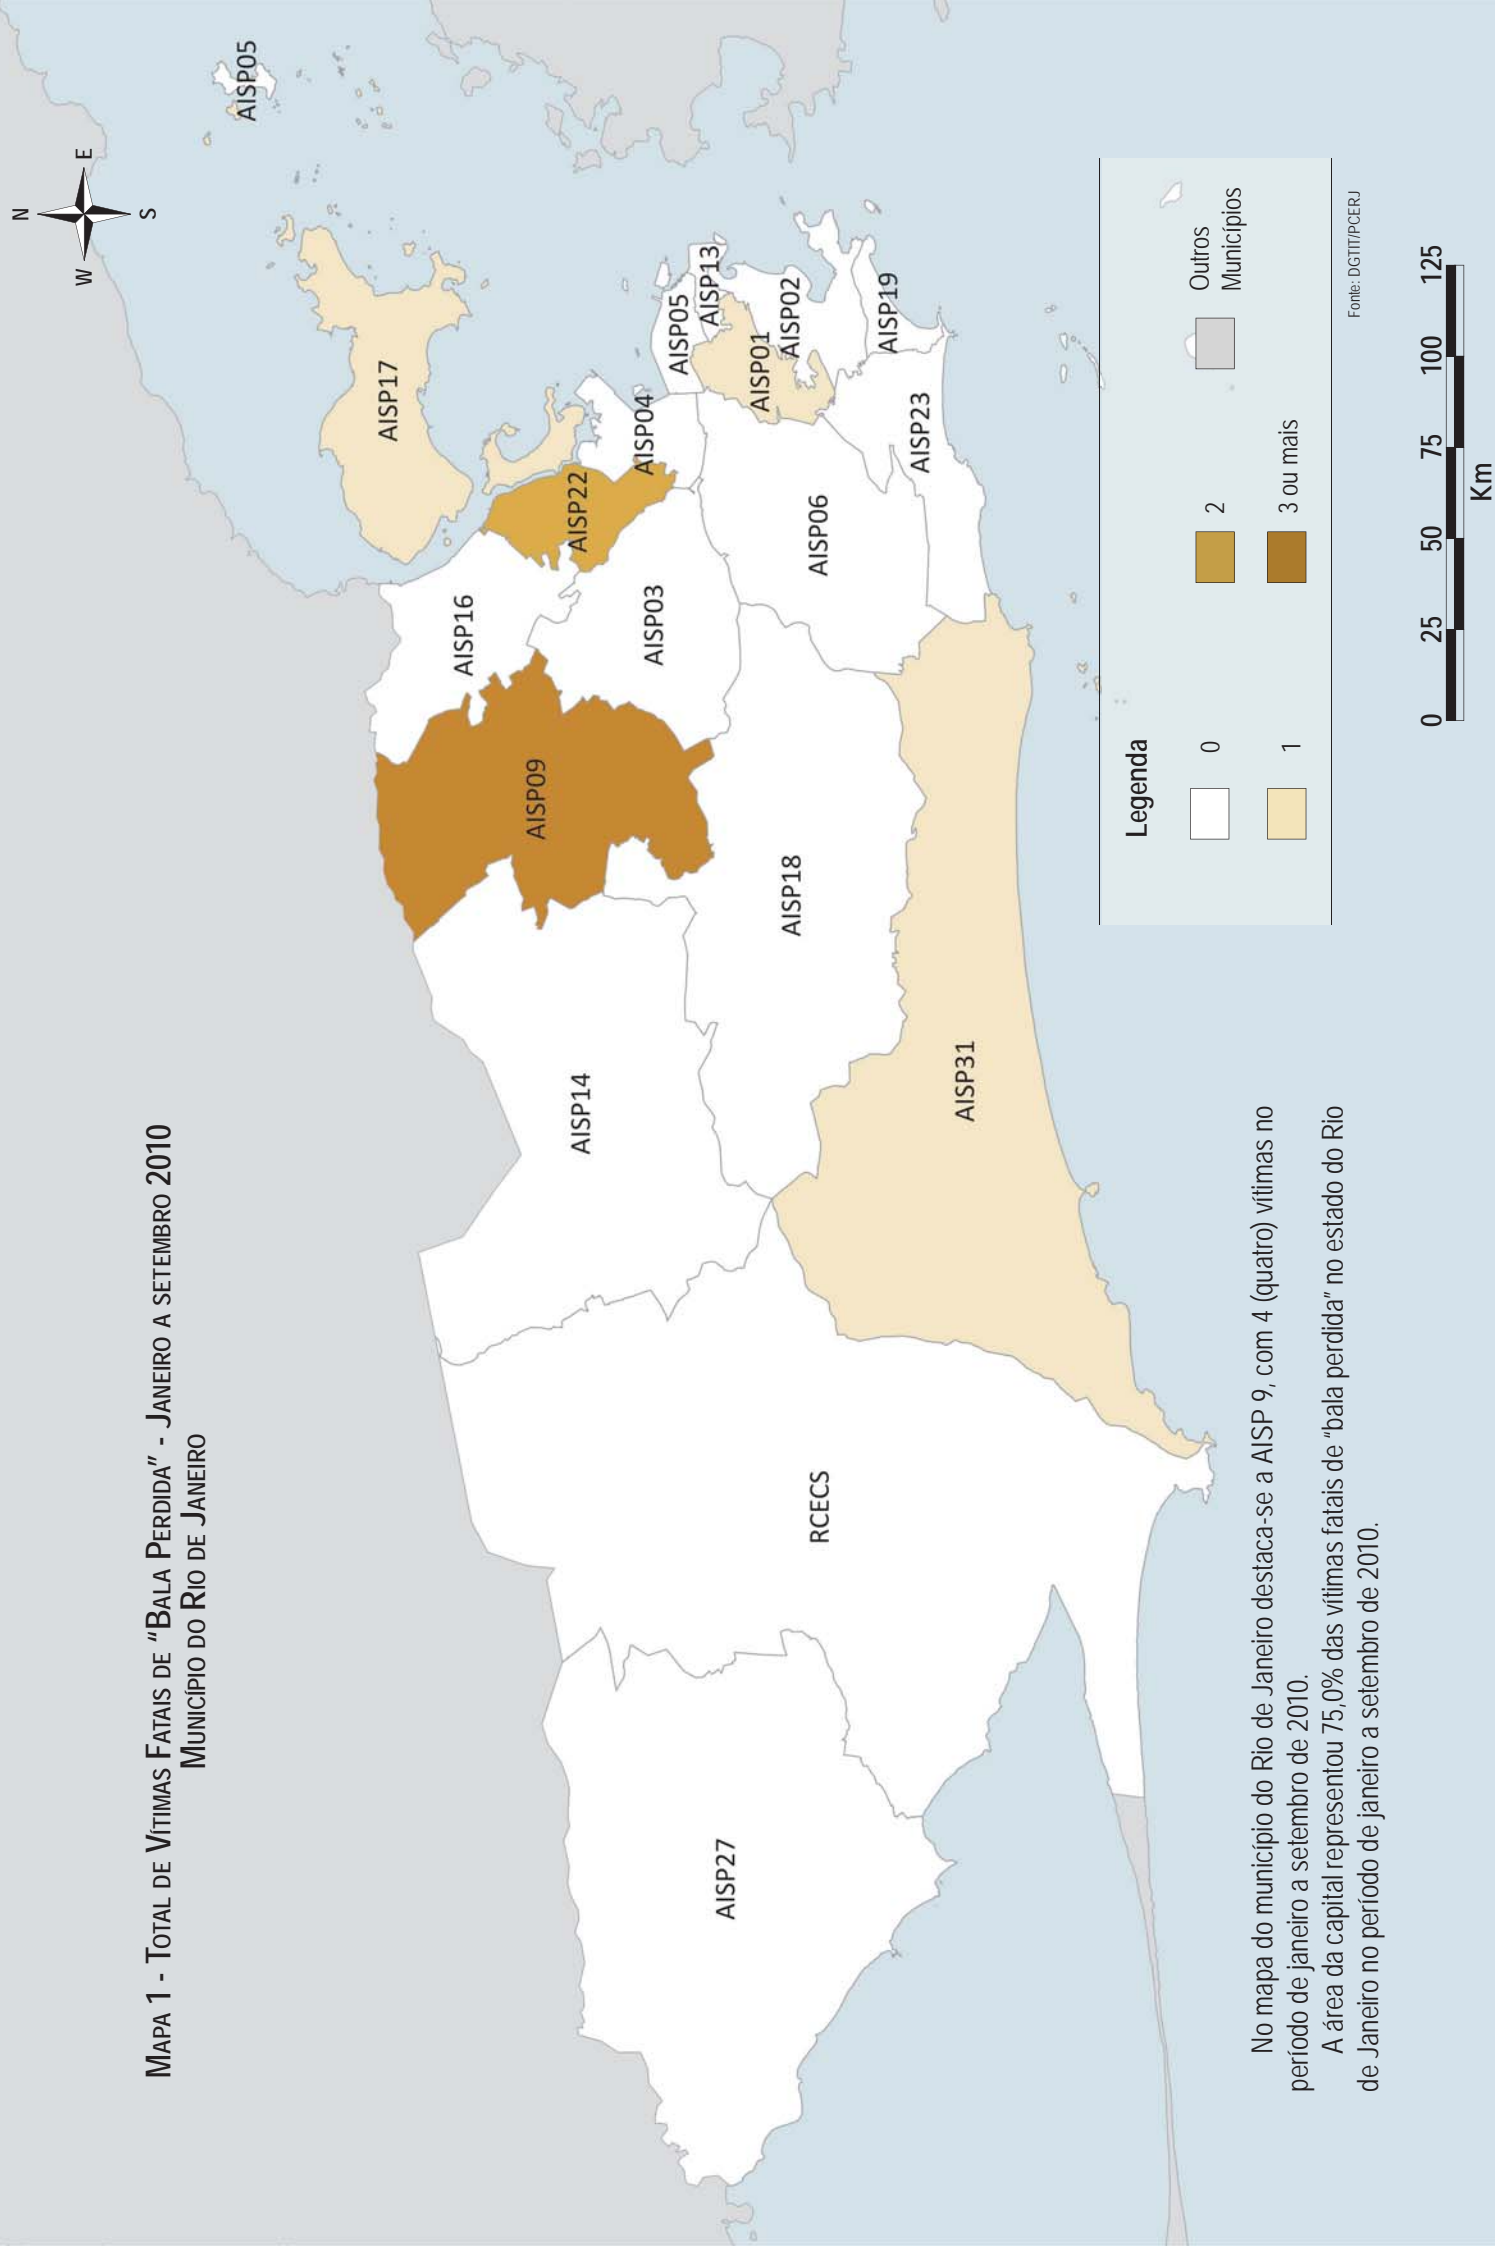 MAPA 1 - TOTAL DE VÍTIMAS FATAIS DE “BALA PERDIDA” - JANEIRO A SETEMBRO 2010
MUNICÍPIO DO RIO DE JANEIRO
N
W
E
S
AISP05
AISP17
AISP16
AISP22
AISP04
AISP05
AISP13
AISP09
AISP03
AISP01
AISP02
AISP14
AISP06
AISP19
AISP18
AISP23
RCECS
AISP31
AISP27
Legenda
0
2
Outros
Municípios
1
3 ou mais
Fonte: DGTIT/PCERJ
0 25 50 75 100 125
Km
No mapa do município do Rio de Janeiro destaca-se a AISP 9, com 4 (quatro) vítimas no
período de janeiro a setembro de 2010.
A área da capital representou 75,0% das vítimas fatais de “bala perdida” no estado do Rio
de Janeiro no período de janeiro a setembro de 2010.